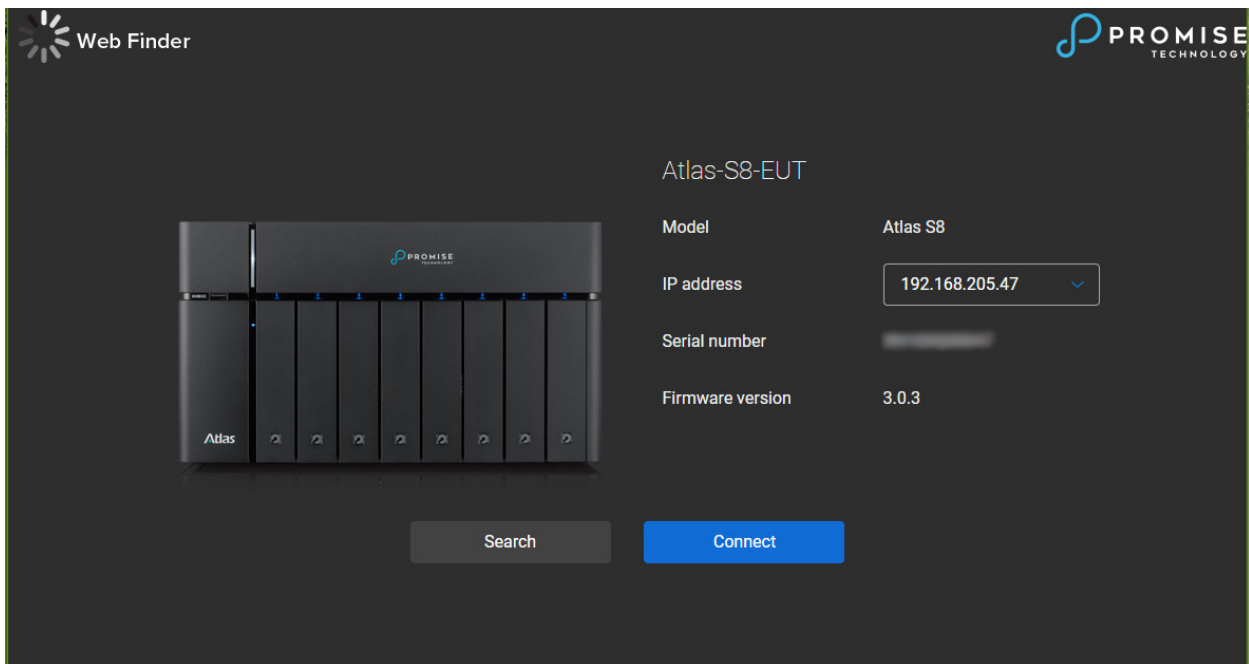 Web Finder
PROMISE
TECHNOLOGY
Atlas-S8-EUT
Model Atlas S8
IP address 192.168.205.47
Serial number
Firmware version 3.0.3
PROMISE
TECHNOLOGY
Atlas
Search Connect